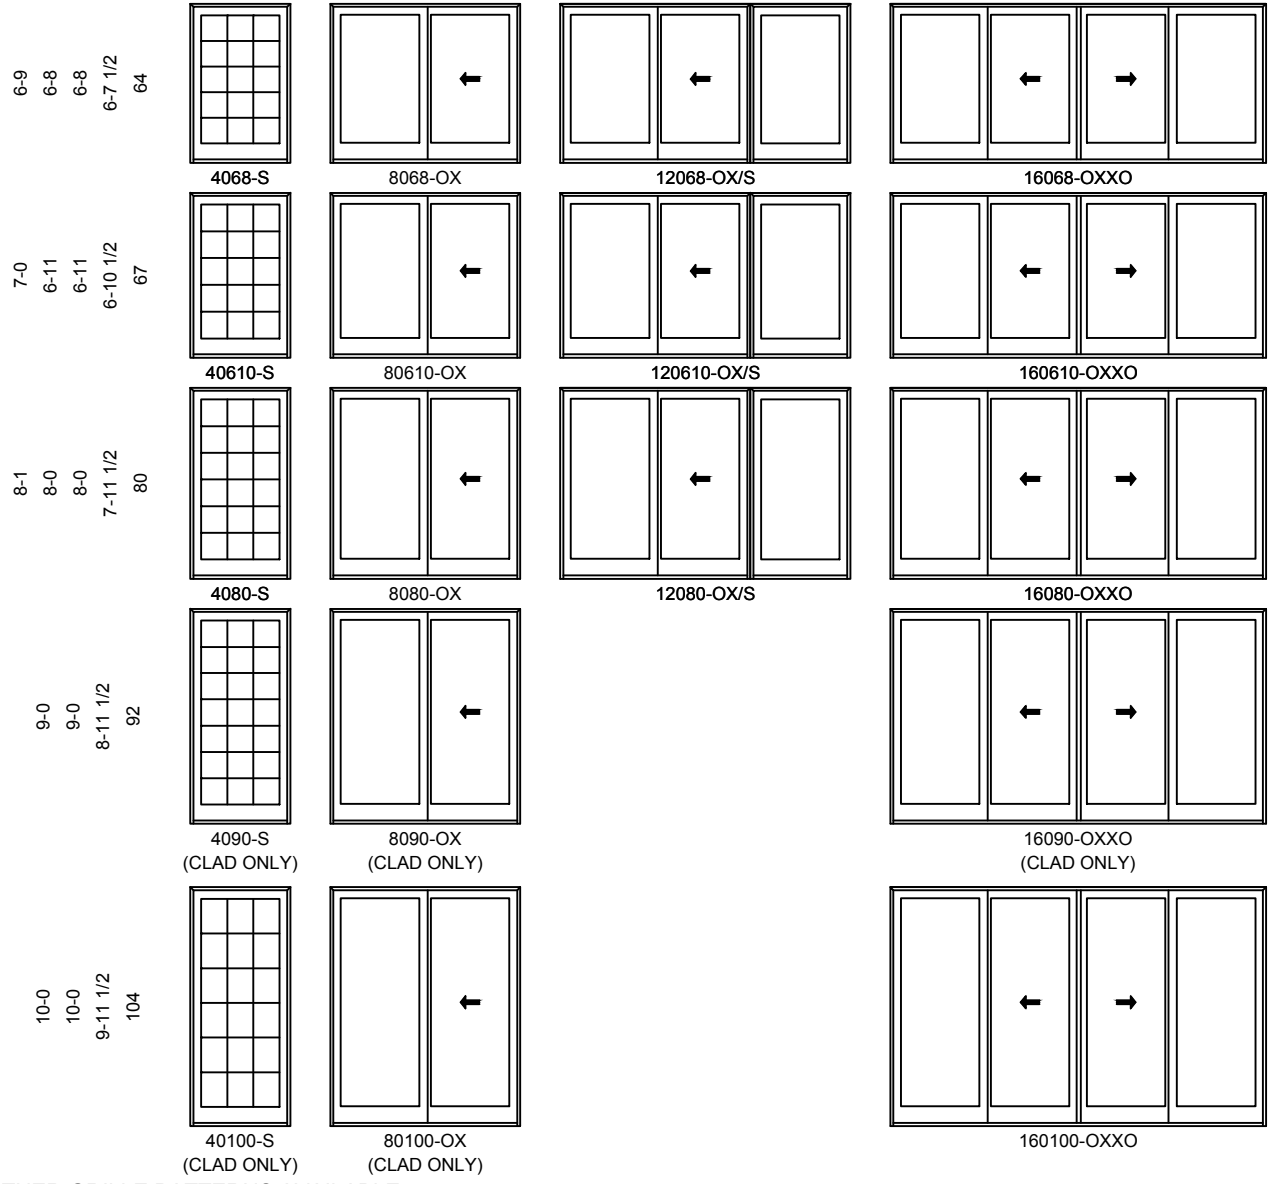 6-9
6-8
6-8
6-7 1/2
64
4068-S
8068-OX
12068-OX/S
16068-OXXO
7-0
6-11
6-11
6-10 1/2
67
40610-S
80610-OX
120610-OX/S
160610-OXXO
8-1
8-0
8-0
7-11 1/2
80
4080-S
8080-OX
12080-OX/S
16080-OXXO
9-0
9-0
8-11 1/2
92
4090-S
(CLAD ONLY)
8090-OX
(CLAD ONLY)
16090-OXXO
(CLAD ONLY)
10-0
10-0
9-11 1/2
104
40100-S
(CLAD ONLY)
80100-OX
(CLAD ONLY)
160100-OXXO